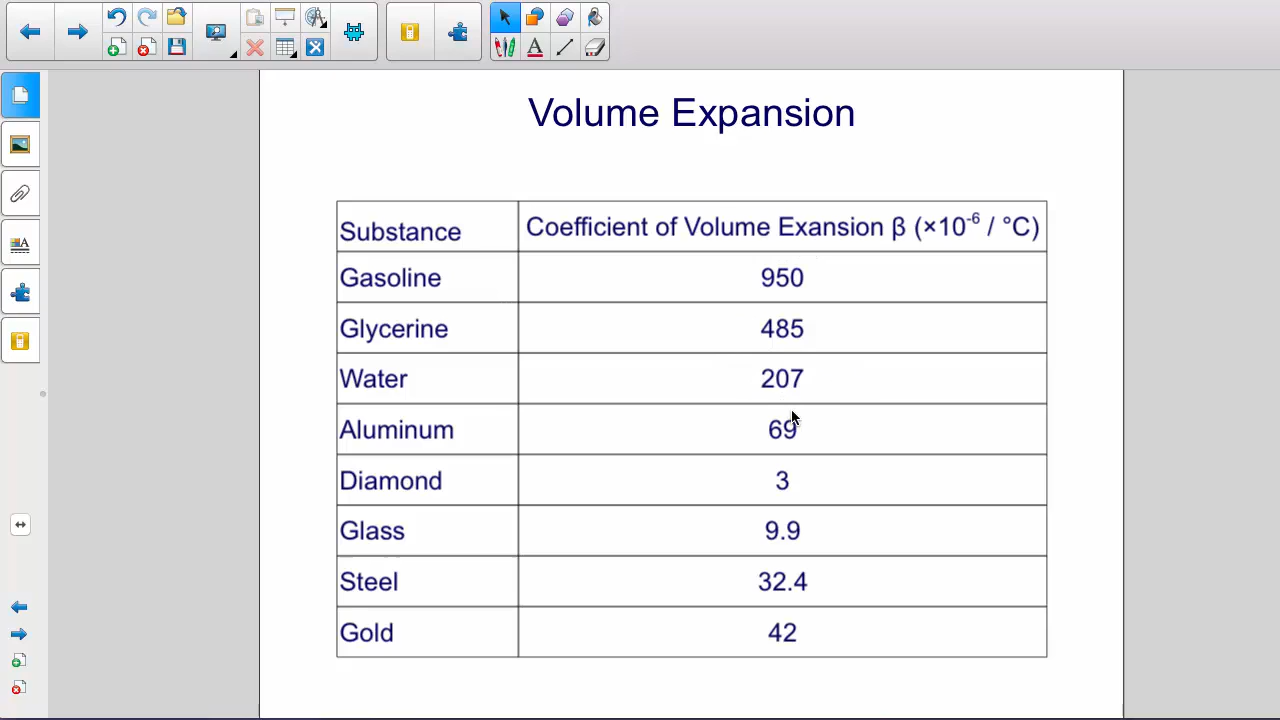 Volume Expansion
Substance Coefficient of Volume Exansion β (×10⁻⁶ / °C)
Gasoline 950
Glycerine 485
Water 207
Aluminum 69
Diamond 3
Glass 9.9
Steel 32.4
Gold 42